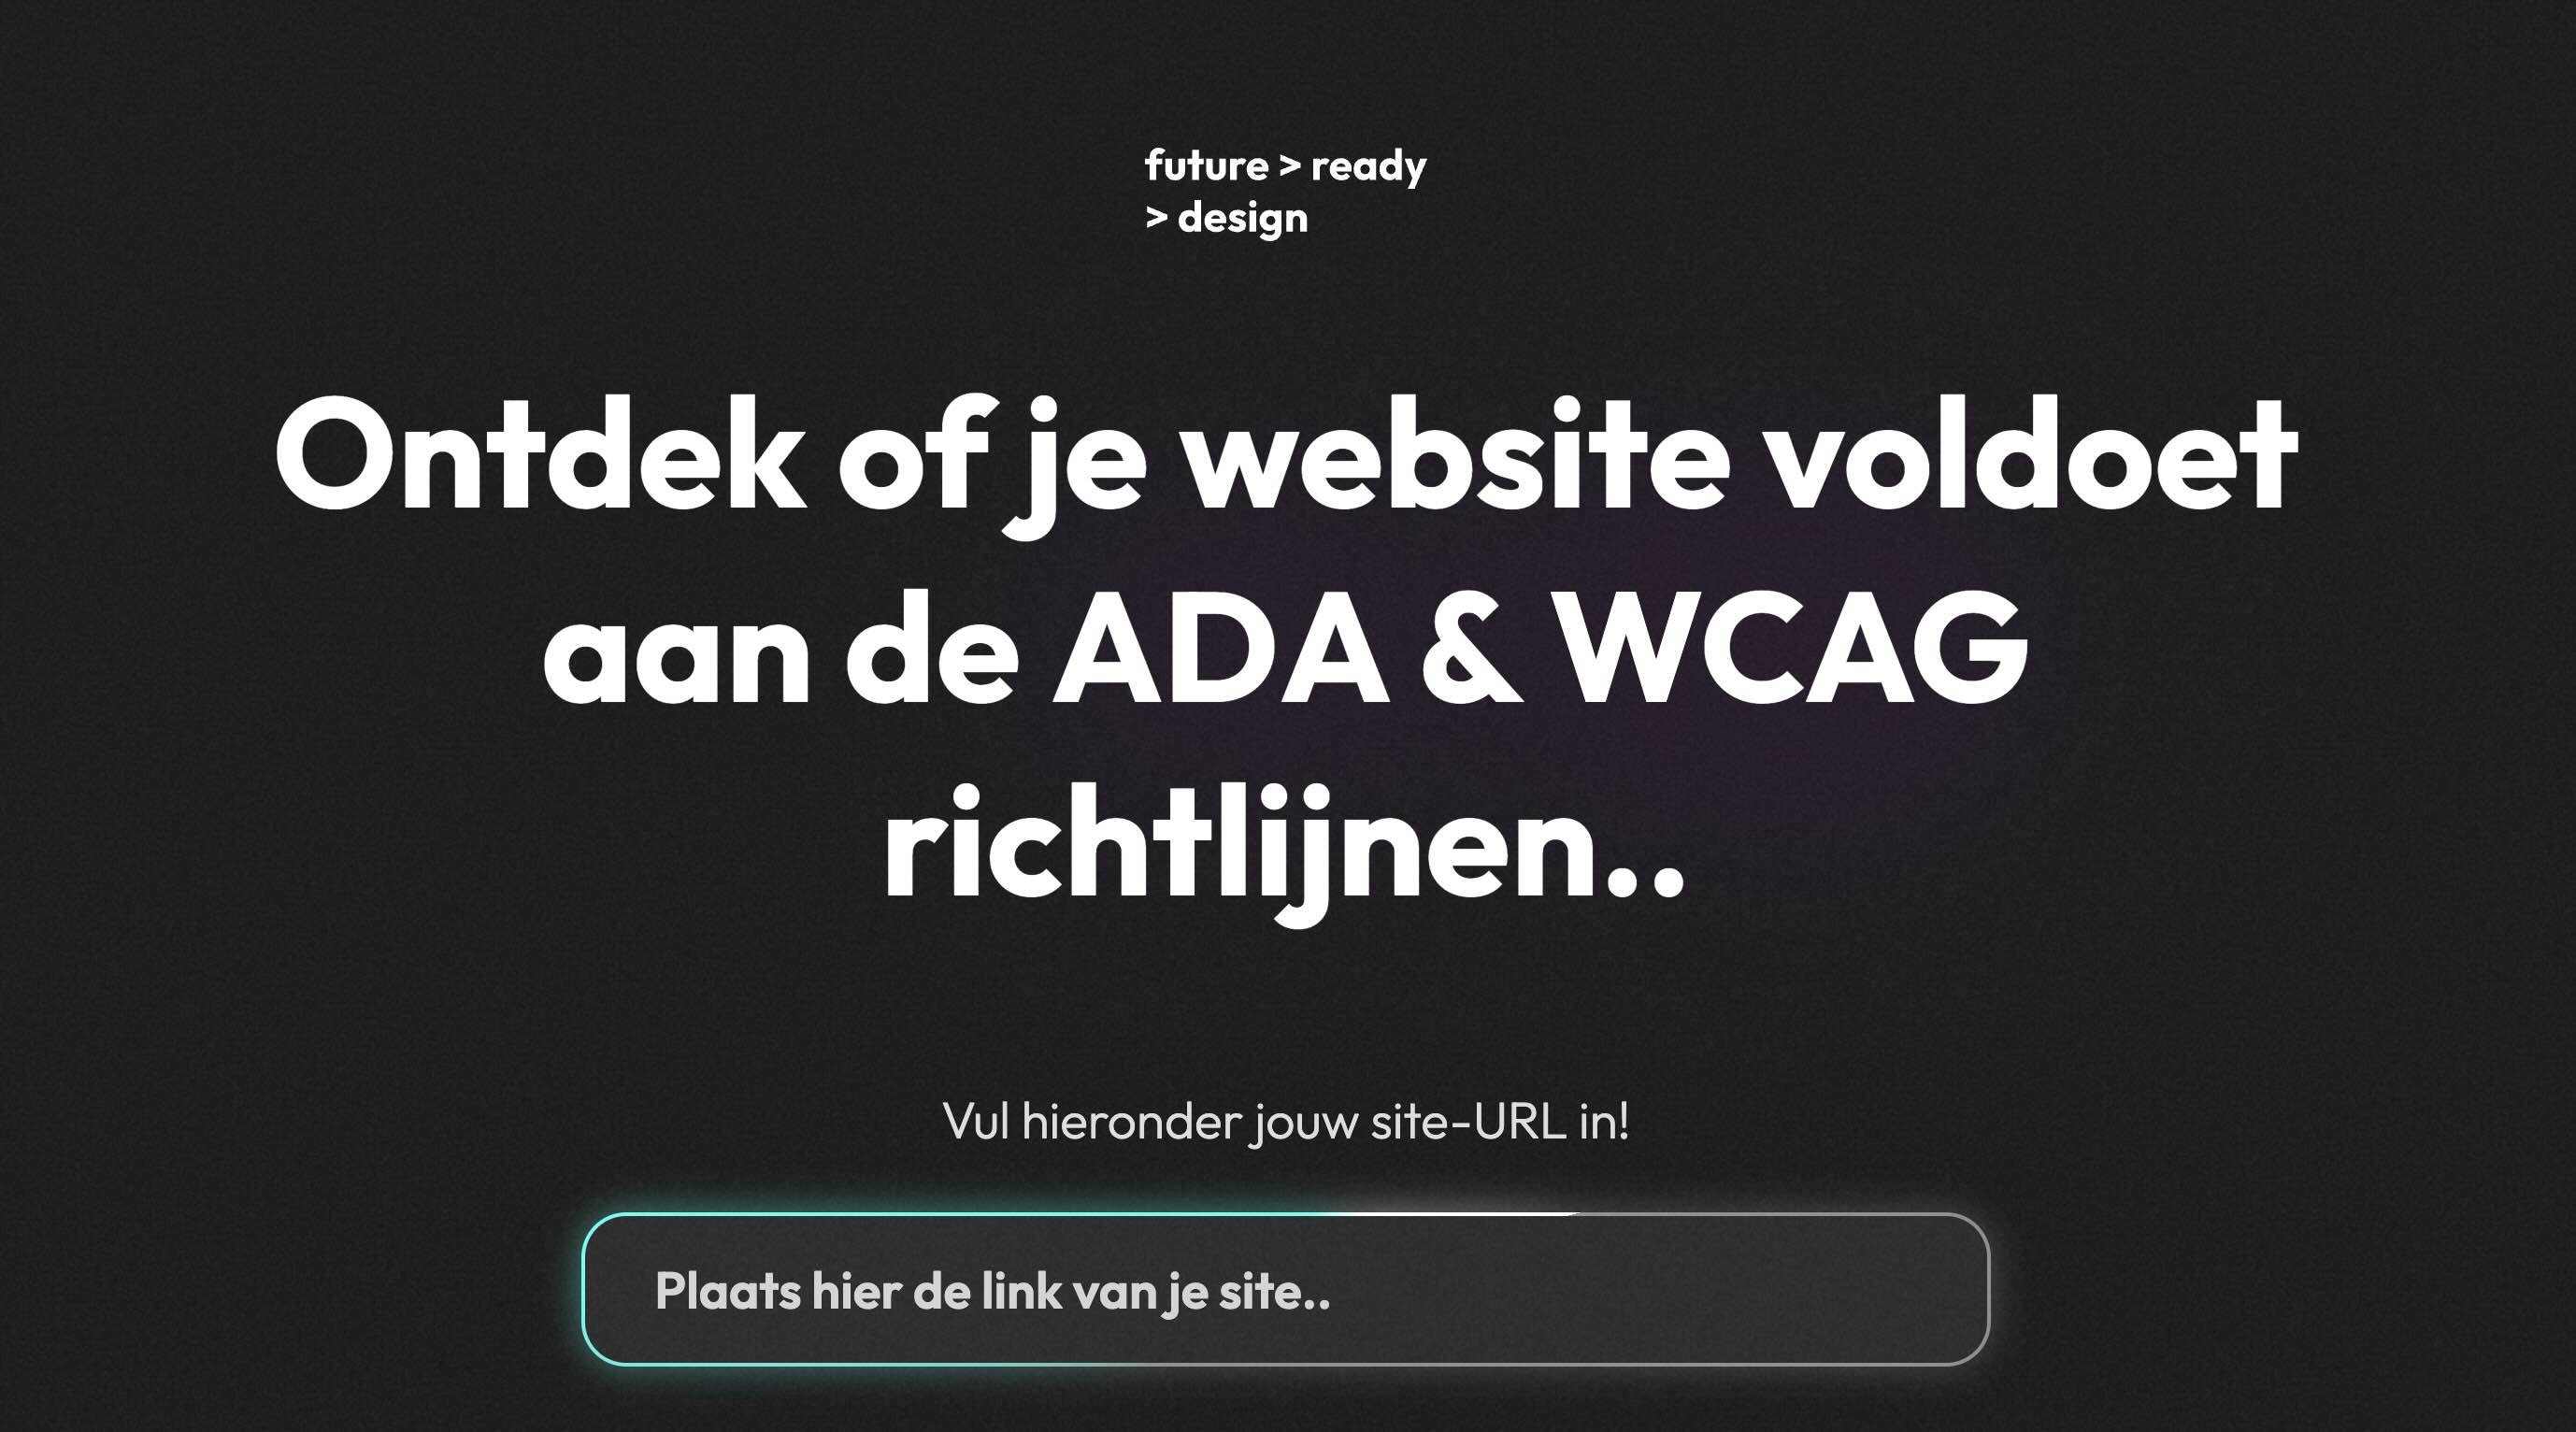 future > ready
> design
Ontdek of je website voldoet
aan de ADA & WCAG
richtlijnen..
Vul hieronder jouw site-URL in!
Plaats hier de link van je site..